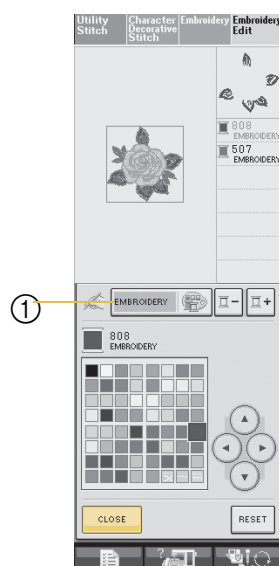 Utility Stitch
Character Decorative Stitch
Embroidery
Embroidery Edit
808
EMBROIDERY
507
EMBROIDERY
1
EMBROIDERY
808
EMBROIDERY
CLOSE
RESET